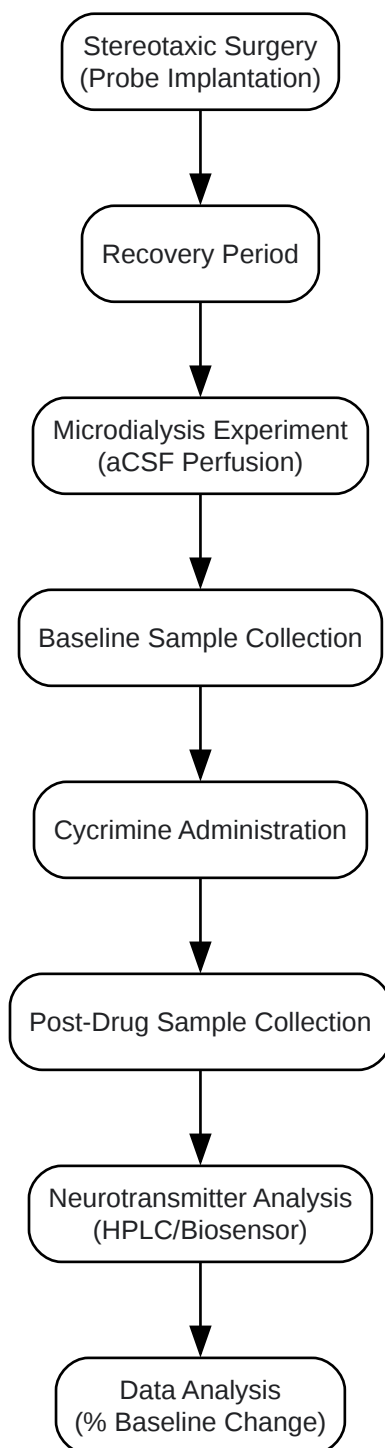 Stereotaxic Surgery
(Probe Implantation)
Recovery Period
Microdialysis Experiment
(aCSF Perfusion)
Baseline Sample Collection
Cycrimine Administration
Post-Drug Sample Collection
Neurotransmitter Analysis
(HPLC/Biosensor)
Data Analysis
(% Baseline Change)